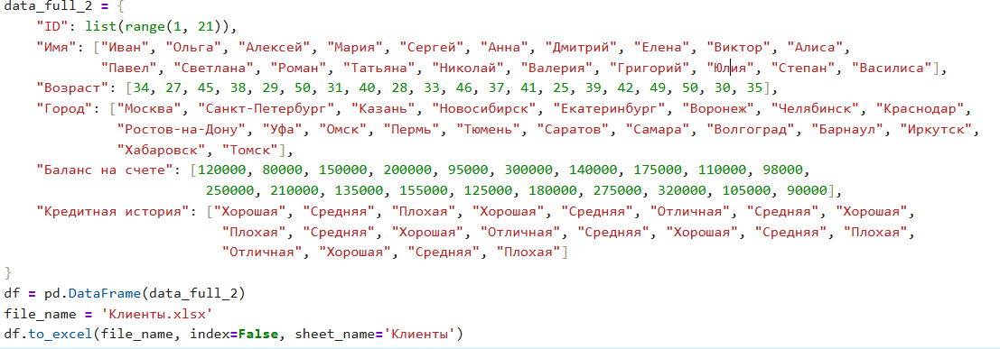 data_full_2 = {
    "ID": list(range(1, 21)),
    "Имя": ["Иван", "Ольга", "Алексей", "Мария", "Сергей", "Анна", "Дмитрий", "Елена", "Виктор", "Алиса",
            "Павел", "Светлана", "Роман", "Татьяна", "Николай", "Валерия", "Григорий", "Юлия", "Степан", "Василиса"],
    "Возраст": [34, 27, 45, 38, 29, 50, 31, 40, 28, 33, 46, 37, 41, 25, 39, 42, 49, 50, 30, 35],
    "Город": ["Москва", "Санкт-Петербург", "Казань", "Новосибирск", "Екатеринбург", "Воронеж", "Челябинск", "Краснодар",
              "Ростов-на-Дону", "Уфа", "Омск", "Пермь", "Тюмень", "Саратов", "Самара", "Волгоград", "Барнаул", "Иркутск",
              "Хабаровск", "Томск"],
    "Баланс на счете": [120000, 80000, 150000, 200000, 95000, 300000, 140000, 175000, 110000, 98000,
                         250000, 210000, 135000, 155000, 125000, 180000, 275000, 320000, 105000, 90000],
    "Кредитная история": ["Хорошая", "Средняя", "Плохая", "Хорошая", "Средняя", "Отличная", "Средняя", "Хорошая",
                           "Плохая", "Средняя", "Хорошая", "Отличная", "Средняя", "Хорошая", "Средняя", "Плохая",
                           "Отличная", "Хорошая", "Средняя", "Плохая"]
}
df = pd.DataFrame(data_full_2)
file_name = 'Клиенты.xlsx'
df.to_excel(file_name, index=False, sheet_name='Клиенты')